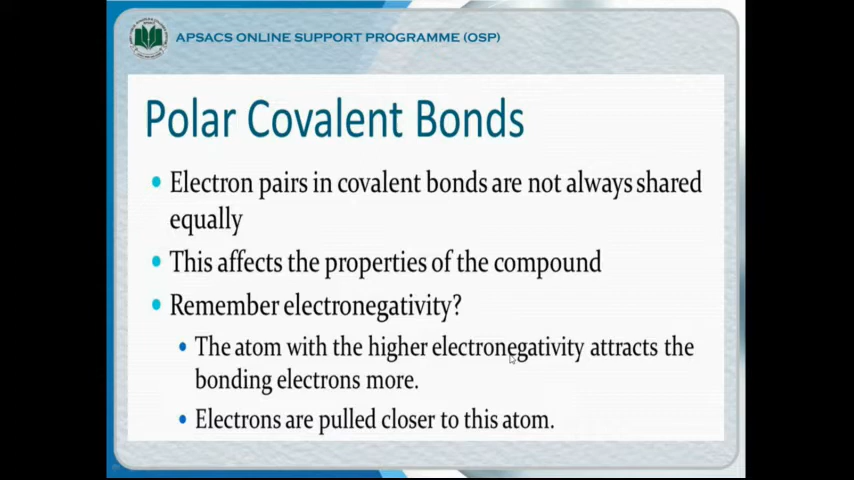 APSACS ONLINE SUPPORT PROGRAMME (OSP)
Polar Covalent Bonds
• Electron pairs in covalent bonds are not always shared
equally
• This affects the properties of the compound
• Remember electronegativity?
• The atom with the higher electronegativity attracts the
bonding electrons more.
• Electrons are pulled closer to this atom.